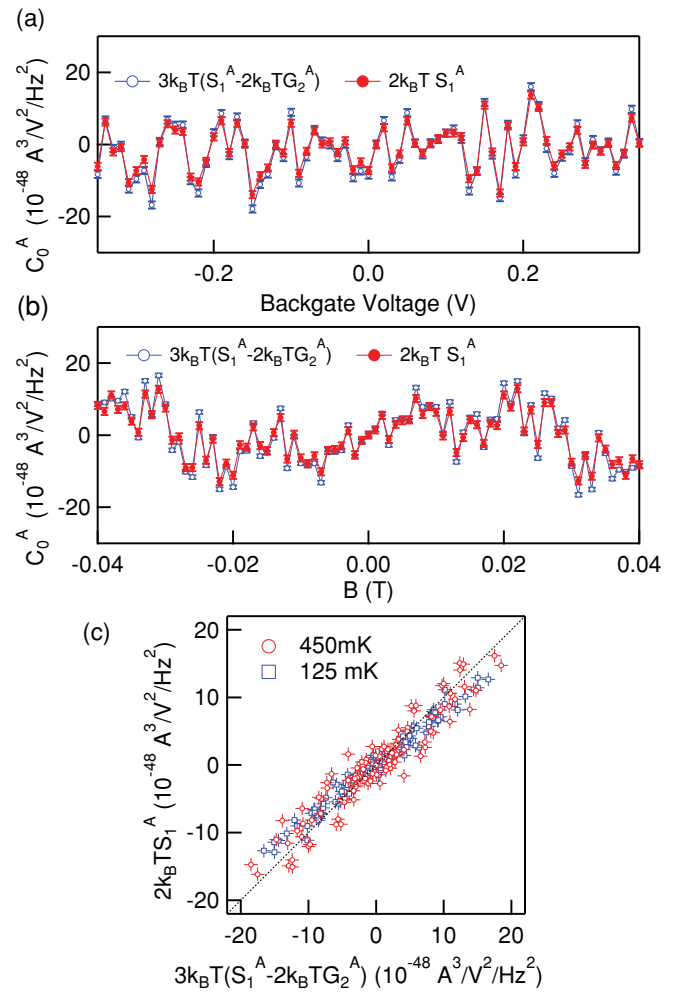 (a)
3k_BT(S_1^A-2k_BTG_2^A) 2k_BT S_1^A
C_0^A (10^-48 A^3/V^2/Hz^2)
20
0
-20
-0.2 0.0 0.2
Backgate Voltage (V)
(b)
3k_BT(S_1^A-2k_BTG_2^A) 2k_BT S_1^A
C_0^A (10^-48 A^3/V^2/Hz^2)
20
0
-20
-0.04 -0.02 0.00 0.02 0.04
B (T)
(c)
450mK
125 mK
2k_BTS_1^A (10^-48 A^3/V^2/Hz^2)
20
10
0
-10
-20
-20 -10 0 10 20
3k_BT(S_1^A-2k_BTG_2^A) (10^-48 A^3/V^2/Hz^2)